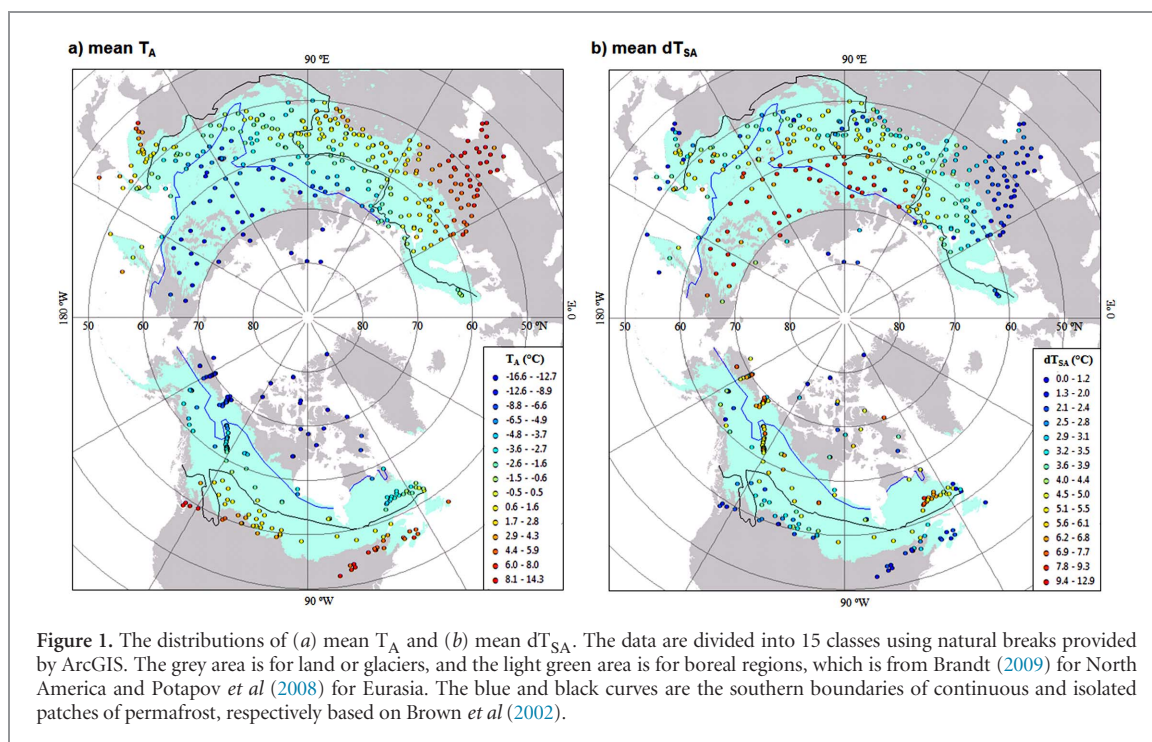 a) mean TA
b) mean dTSA
90 ºE
90 ºE
180 ºW
50
60
70
80
80
70
60
50 ºN
0 ºE
180 ºW
50
60
70
80
80
70
60
50 ºN
0 ºE
TA (°C)
-16.6 - -12.7
-12.6 - -8.9
-8.8 - -6.6
-6.5 - -4.9
-4.8 - -3.7
-3.6 - -2.7
-2.6 - -1.6
-1.5 - -0.6
-0.5 - 0.5
0.6 - 1.6
1.7 - 2.8
2.9 - 4.3
4.4 - 5.9
6.0 - 8.0
8.1 - 14.3
dTSA (°C)
0.0 - 1.2
1.3 - 2.0
2.1 - 2.4
2.5 - 2.8
2.9 - 3.1
3.2 - 3.5
3.6 - 3.9
4.0 - 4.4
4.5 - 5.0
5.1 - 5.5
5.6 - 6.1
6.2 - 6.8
6.9 - 7.7
7.8 - 9.3
9.4 - 12.9
90 ºW
90 ºW
Figure 1. The distributions of (a) mean TA and (b) mean dTSA. The data are divided into 15 classes using natural breaks provided
by ArcGIS. The grey area is for land or glaciers, and the light green area is for boreal regions, which is from Brandt (2009) for North
America and Potapov et al (2008) for Eurasia. The blue and black curves are the southern boundaries of continuous and isolated
patches of permafrost, respectively based on Brown et al (2002).